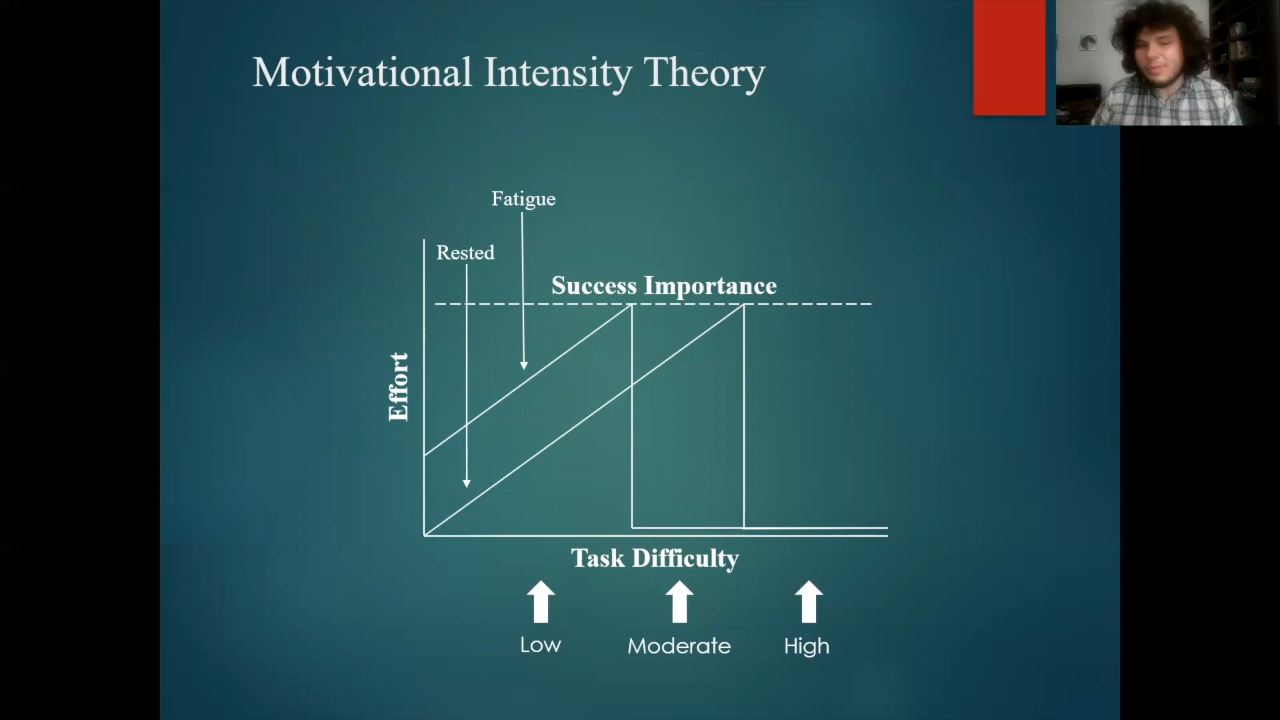 Motivational Intensity Theory
Fatigue
Rested
Success Importance
Effort
Task Difficulty
Low
Moderate
High